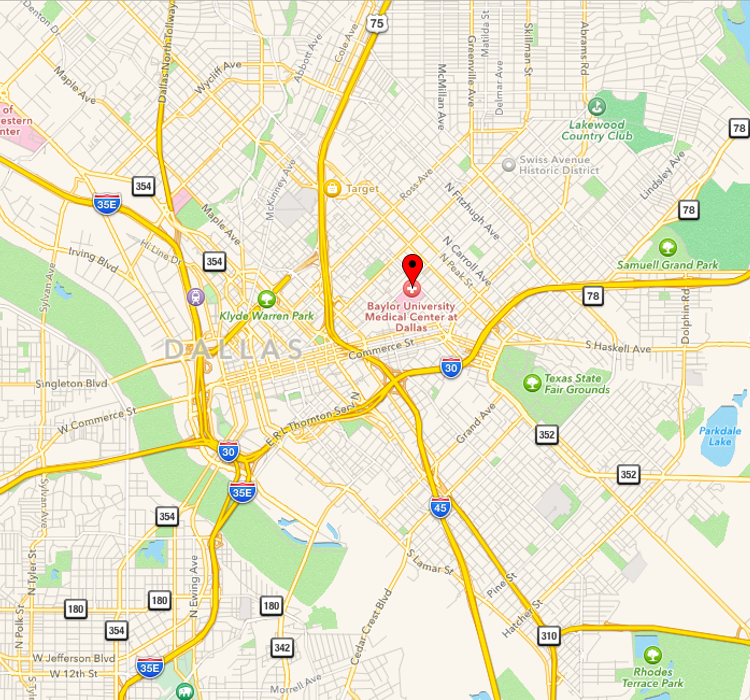 Denton Dr
Dallas North Tollway
Abbott Ave
Cole Ave
75
Greenville Ave
Matilda St
Skillman St
Abrams Rd
Maple Ave
Wycliff Ave
McMillan Ave
Delmar Ave
of
estern
nter
Lakewood
Country Club
78
Swiss Avenue
Historic District
Lindsley Ave
354
McKinney Ave
Target
Ross Ave
N Fitzhugh Ave
35E
Maple Ave
78
Irving Blvd
Hi Line Dr
354
N Carroll Ave
N Peak St
Samuell Grand Park
Sylvan Ave
Klyde Warren Park
Baylor University
Medical Center at
Dallas
78
Dolphin Rd
DALLAS
Commerce St
S Haskell Ave
30
Singleton Blvd
Texas State
Fair Grounds
W Commerce St
E R L Thornton Serv
N
Grand Ave
352
Parkdale
Lake
30
352
35E
Sylvan Ave
45
354
S Lamar St
N Tyler St
N Ewing Ave
Pine St
180
180
180
Hatcher St
N Polk St
354
Cedar Crest Blvd
310
342
W Jefferson Blvd
35E
W 12th St
Morrell Ave
Rhodes
Terrace Park